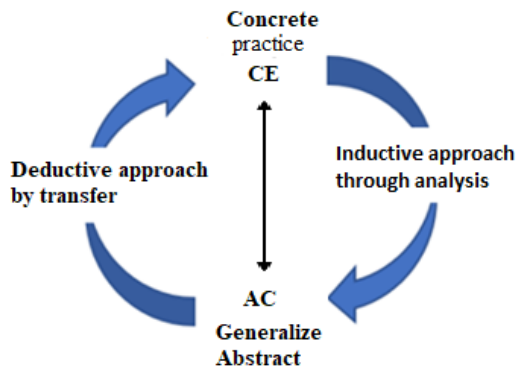 Concrete
practice
CE
Deductive approach
by transfer
Inductive approach
through analysis
AC
Generalize
Abstract